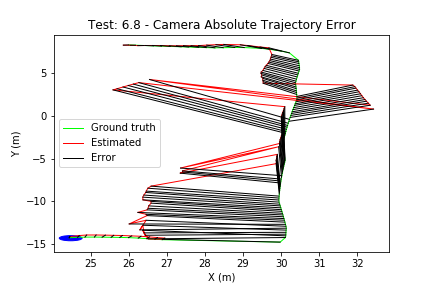 Test: 6.8 - Camera Absolute Trajectory Error
Y (m)
5
0
−5
−10
−15
Ground truth
Estimated
Error
25 26 27 28 29 30 31 32
X (m)